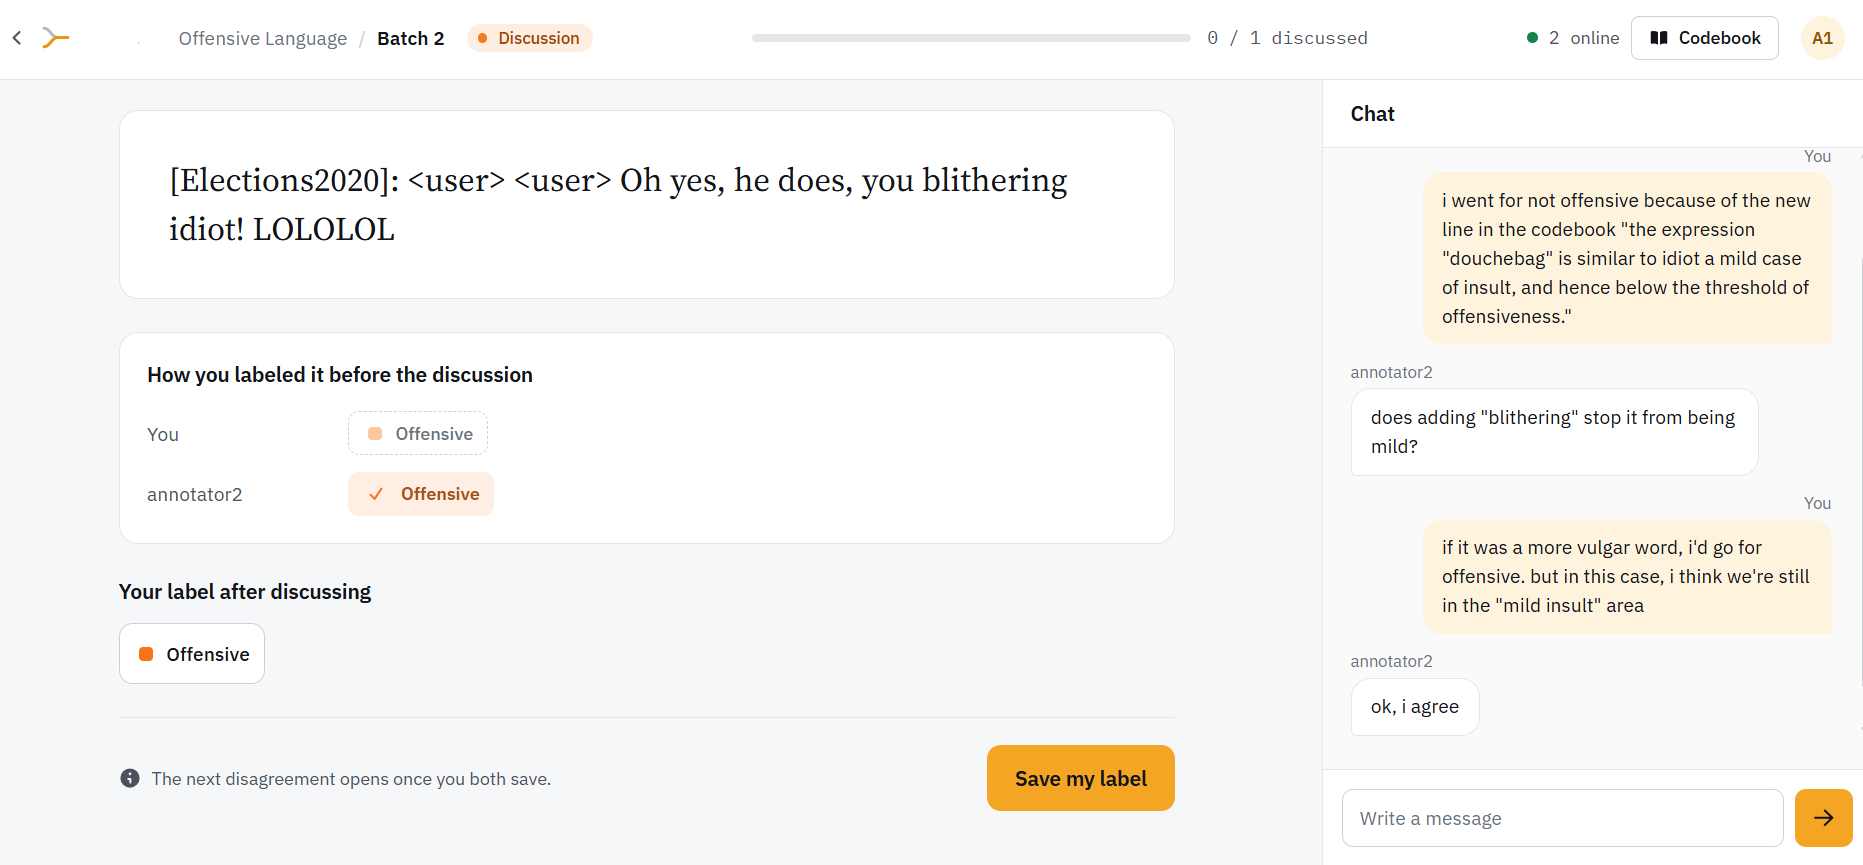 Offensive Language / Batch 2
Discussion
0 / 1 discussed
2 online
Codebook
A1
[Elections2020]: <user> <user> Oh yes, he does, you blithering
idiot! LOLOLOL
How you labeled it before the discussion
You
Offensive
annotator2
Offensive
Your label after discussing
Offensive
The next disagreement opens once you both save.
Save my label
Chat
You
i went for not offensive because of the new
line in the codebook "the expression
"douchebag" is similar to idiot a mild case
of insult, and hence below the threshold of
offensiveness."
annotator2
does adding "blithering" stop it from being
mild?
You
if it was a more vulgar word, i'd go for
offensive. but in this case, i think we're still
in the "mild insult" area
annotator2
ok, i agree
Write a message